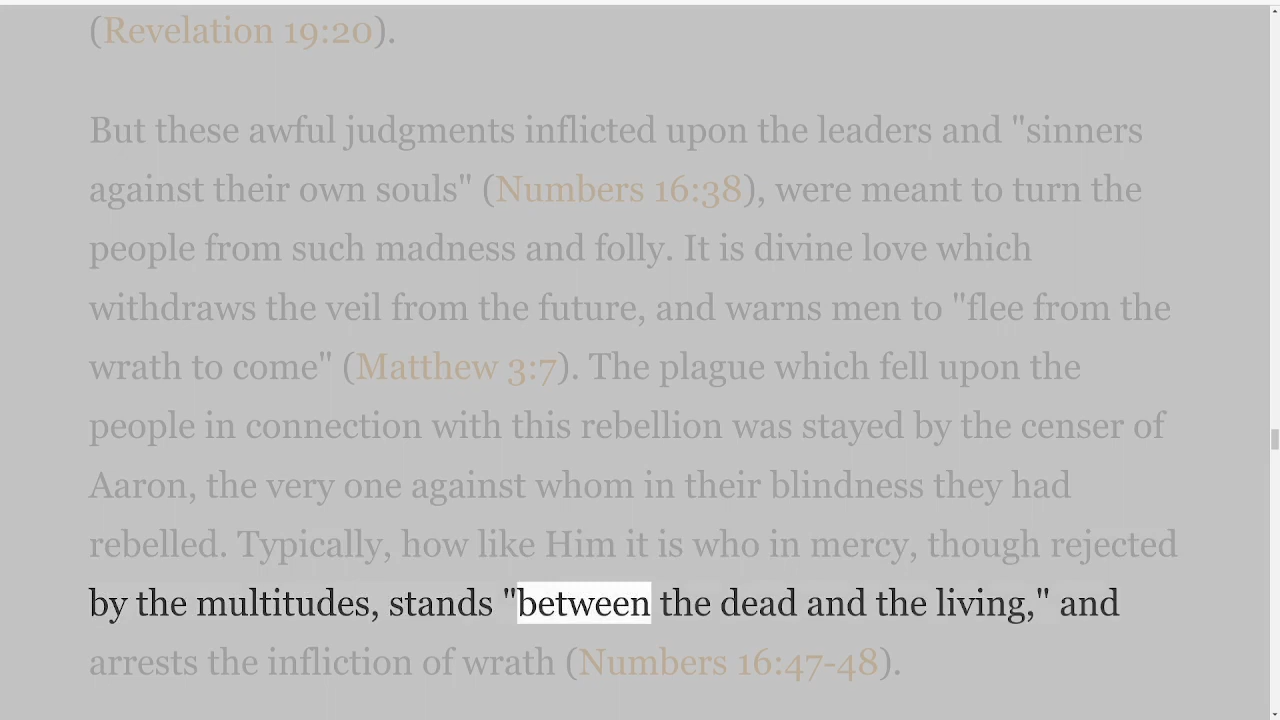 (Revelation 19:20).
But these awful judgments inflicted upon the leaders and "sinners
against their own souls" (Numbers 16:38), were meant to turn the
people from such madness and folly. It is divine love which
withdraws the veil from the future, and warns men to "flee from the
wrath to come" (Matthew 3:7). The plague which fell upon the
people in connection with this rebellion was stayed by the censer of
Aaron, the very one against whom in their blindness they had
rebelled. Typically, how like Him it is who in mercy, though rejected
by the multitudes, stands "between the dead and the living," and
arrests the infliction of wrath (Numbers 16:47-48).